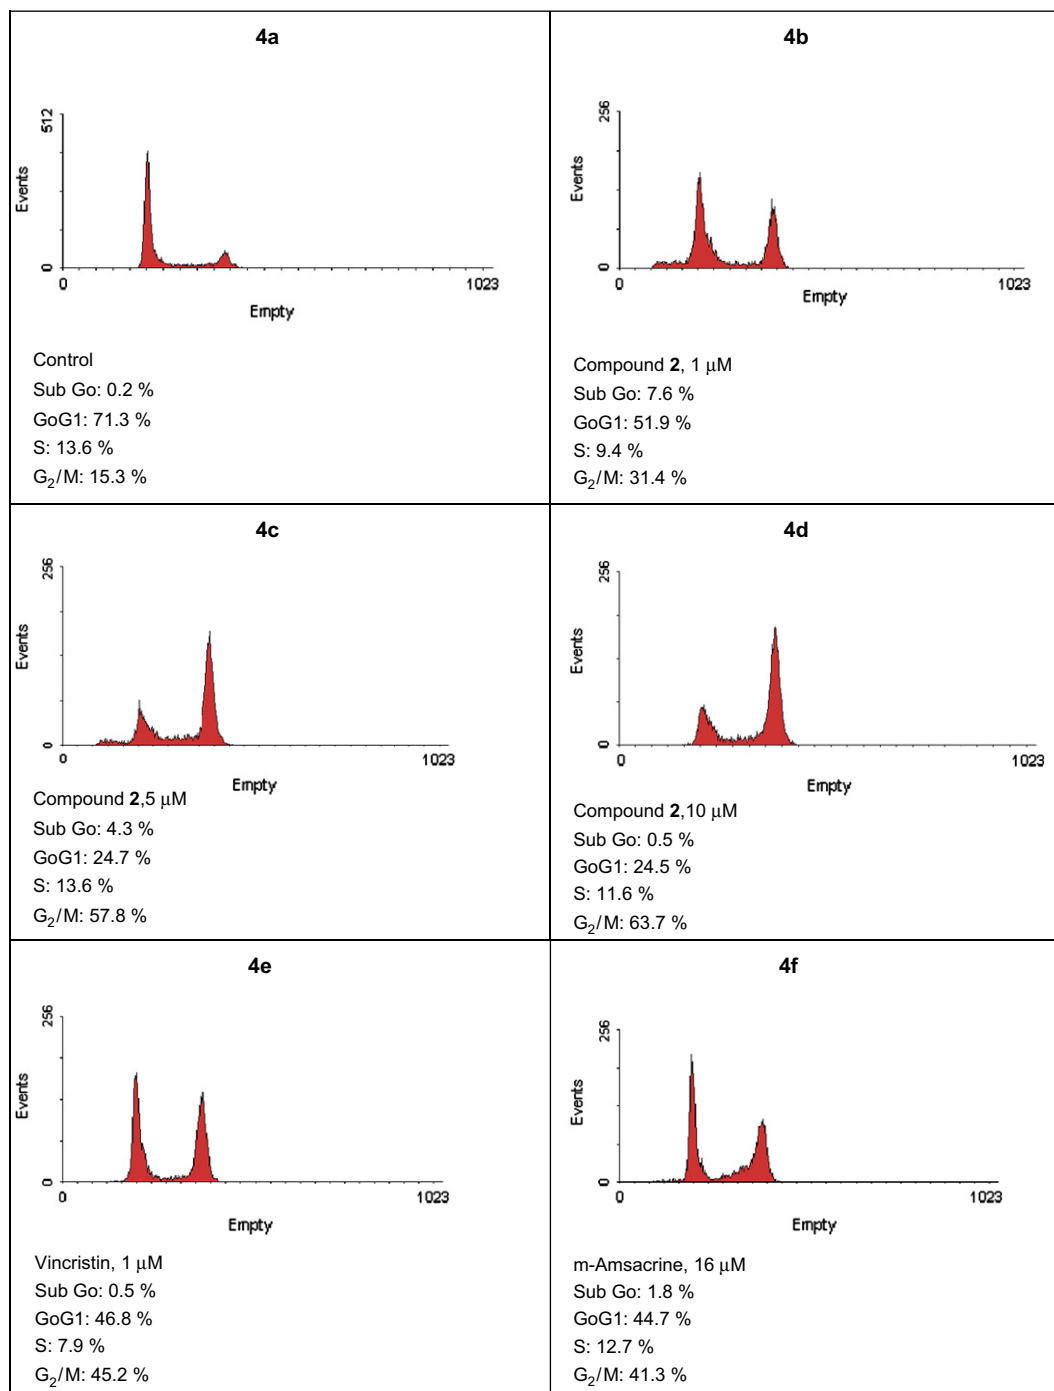 4a
512
Events
0
0
1023
Empty
Control
Sub Go: 0.2 %
GoG1: 71.3 %
S: 13.6 %
G₂/M: 15.3 %
4b
256
Events
0
0
1023
Empty
Compound 2, 1 μM
Sub Go: 7.6 %
GoG1: 51.9 %
S: 9.4 %
G₂/M: 31.4 %
4c
256
Events
0
0
1023
Empty
Compound 2,5 μM
Sub Go: 4.3 %
GoG1: 24.7 %
S: 13.6 %
G₂/M: 57.8 %
4d
256
Events
0
0
1023
Empty
Compound 2,10 μM
Sub Go: 0.5 %
GoG1: 24.5 %
S: 11.6 %
G₂/M: 63.7 %
4e
256
Events
0
0
1023
Empty
Vincristin, 1 μM
Sub Go: 0.5 %
GoG1: 46.8 %
S: 7.9 %
G₂/M: 45.2 %
4f
256
Events
0
0
1023
Empty
m-Amsacrine, 16 μM
Sub Go: 1.8 %
GoG1: 44.7 %
S: 12.7 %
G₂/M: 41.3 %